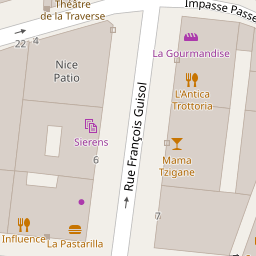 Théâtre
de la Traverse
Impasse Passe
22
4
La Gourmandise
Nice
Patio
L'Antica
Trottoria
Rue François Guisol
Sierens
6
Mama
Tzigane
7
Influence
La Pastarilla